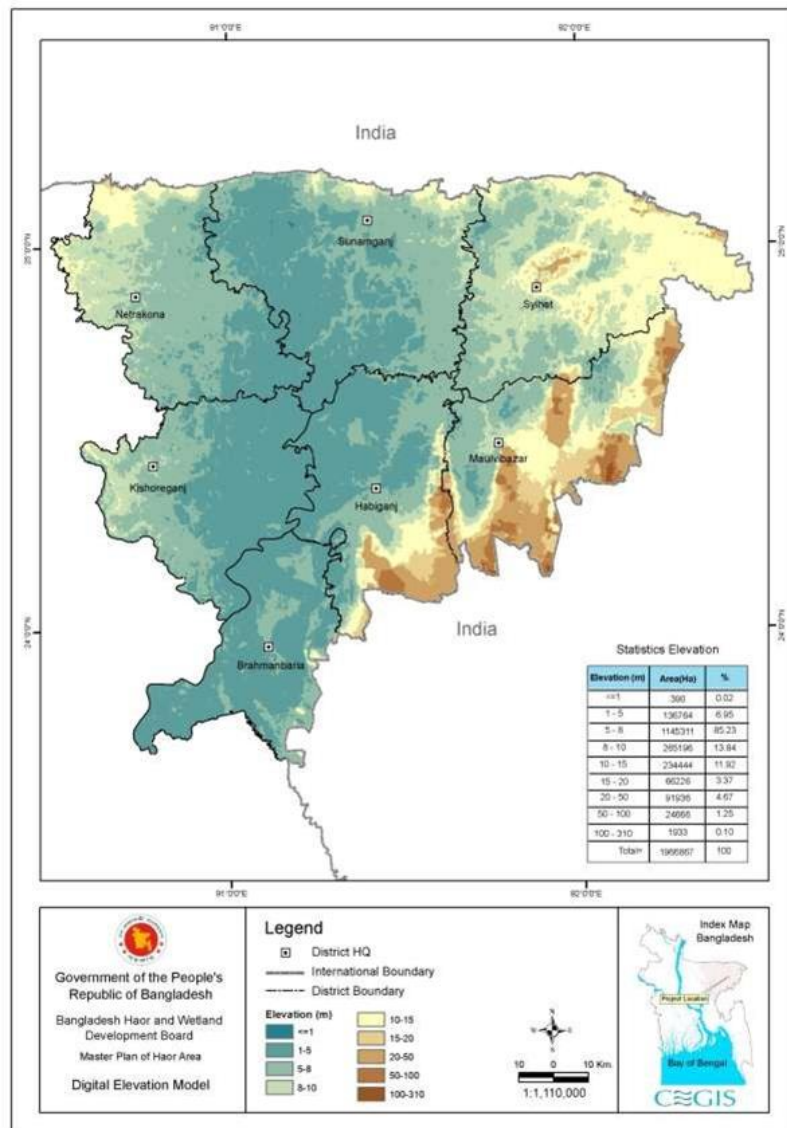 91°0'0"E
92°0'0"E
India
25°0'0"N
25°0'0"N
Sunamganj
Netrakona
Sylhet
Kishoreganj
Maulvibazar
Habiganj
24°0'0"N
24°0'0"N
India
Brahmanbaria
Statistics Elevation
Elevation (m) Area(Ha) %
<=1 390 0.02
1 - 5 136764 6.95
5 - 8 1145311 85.23
8 - 10 265196 13.84
10 - 15 234444 11.92
15 - 20 66226 3.37
20 - 50 91936 4.67
50 - 100 24666 1.25
100 - 310 1933 0.10
Total= 1966867 100
91°0'0"E
92°0'0"E
Government of the People's
Republic of Bangladesh
Bangladesh Haor and Wetland
Development Board
Master Plan of Haor Area
Digital Elevation Model
Legend
District HQ
International Boundary
District Boundary
Elevation (m)
<=1
1-5
5-8
8-10
10-15
15-20
20-50
50-100
100-310
N
W E
S
10 0 10 Km.
1:1,110,000
Index Map
Bangladesh
Project Location
Bay of Bengal
CEGIS